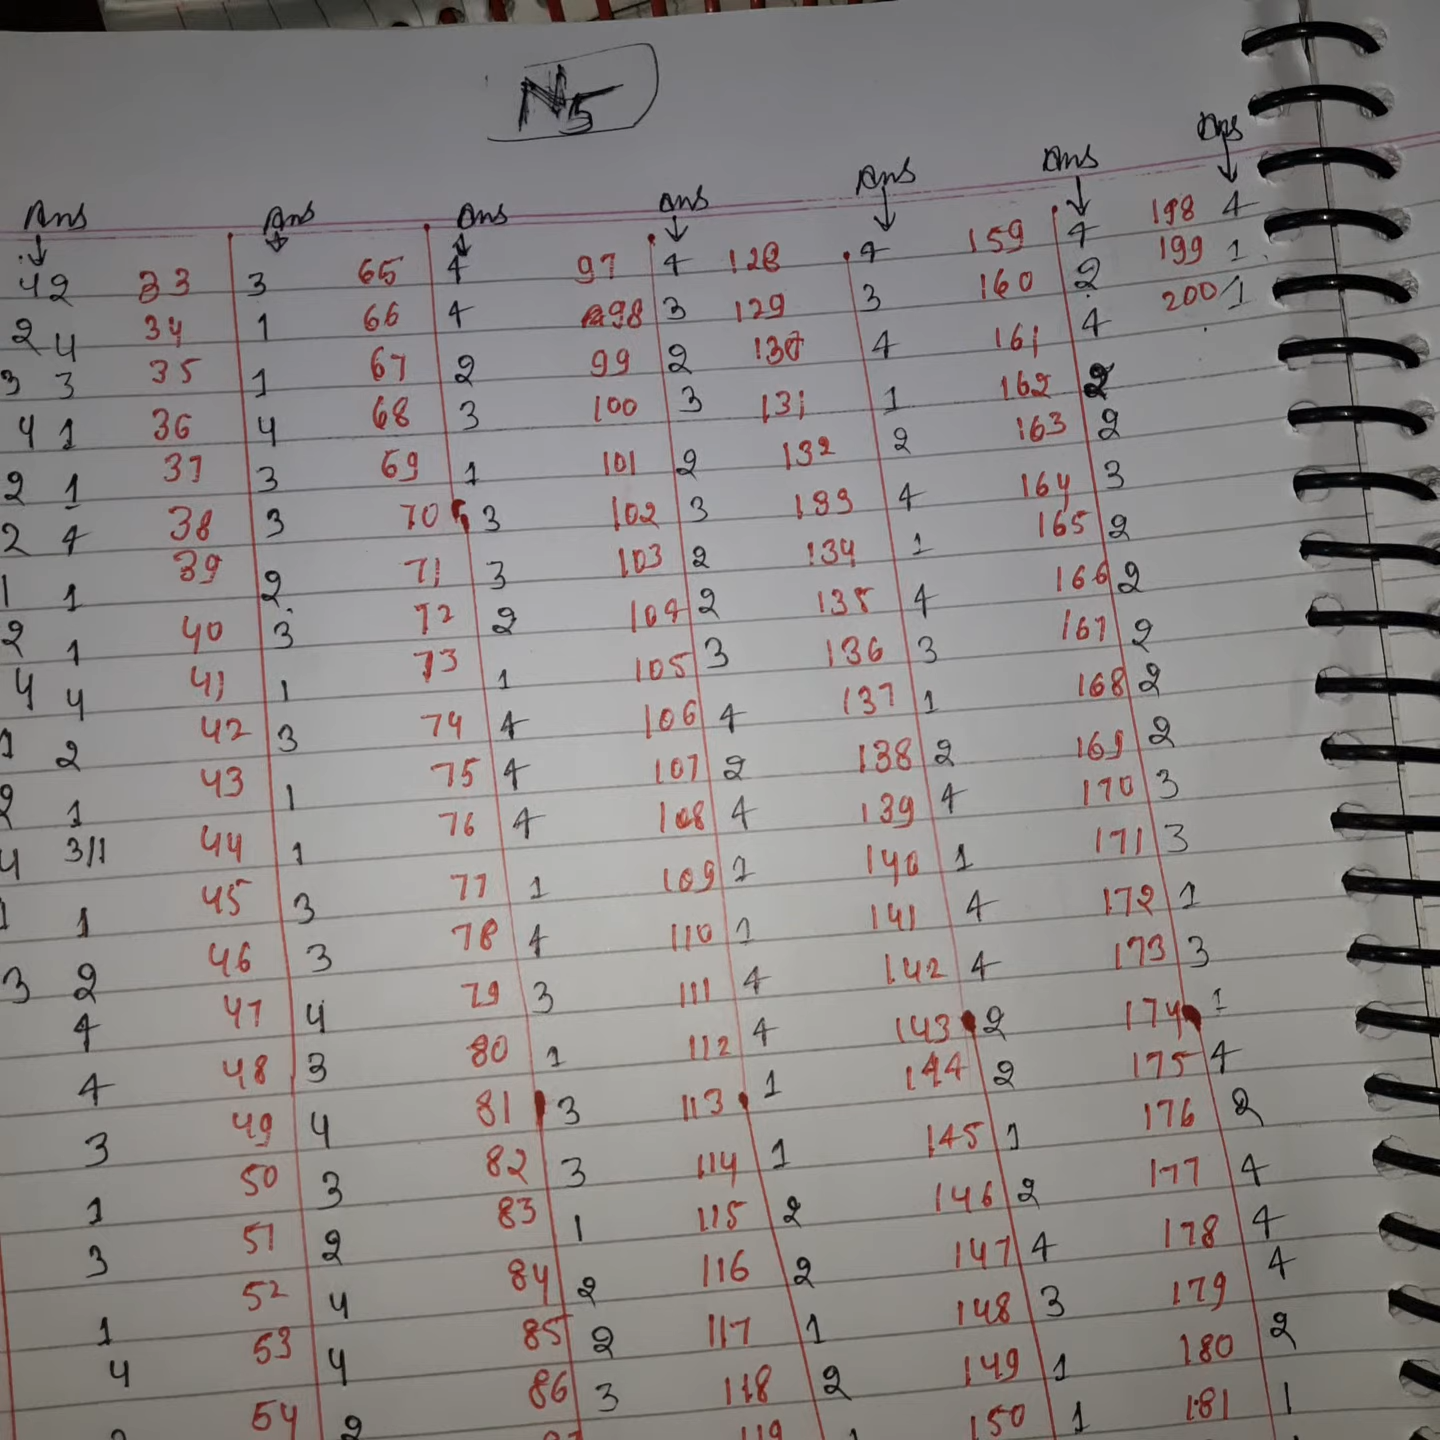 N5
Ans Ans Ans Ans Ans Ans Ans
42 33 3 65 4 97 4 128 4 159 4 198 4
2 4 34 1 66 4 98 3 129 3 160 2 199 1
3 3 35 1 67 2 99 2 130 4 161 4 200 1
4 1 36 4 68 3 100 3 131 1 162 2
2 1 37 3 69 1 101 2 132 2 163 2
2 4 38 3 70 3 102 3 133 4 164 3
1 1 39 2 71 3 103 2 134 1 165 2
2 1 40 3 72 2 104 2 135 4 166 2
4 4 41 1 73 1 105 3 136 3 167 2
1 2 42 3 74 4 106 4 137 1 168 2
2 1 43 1 75 4 107 2 138 2 169 2
4 3/1 44 1 76 4 108 4 139 4 170 3
1 1 45 3 77 1 109 1 140 1 171 3
3 2 46 3 78 4 110 1 141 4 172 1
4 47 4 79 3 111 4 142 4 173 3
4 48 3 80 1 112 4 143 2 174 1
3 49 4 81 3 113 1 144 2 175 4
1 50 3 82 3 114 1 145 1 176 2
3 51 2 83 1 115 2 146 2 177 4
1 52 4 84 2 116 2 147 4 178 4
4 53 4 85 2 117 1 148 3 179 4
54 2 86 3 118 2 149 1 180 2
119 150 1 181 1